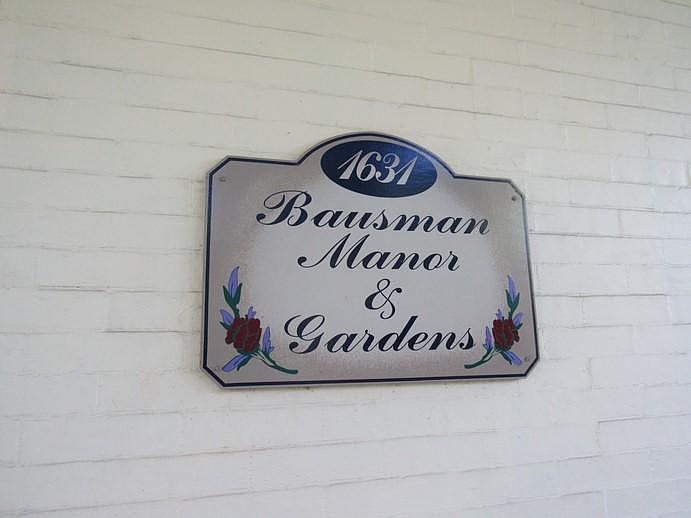 1631
Bausman
Manor
&
Gardens